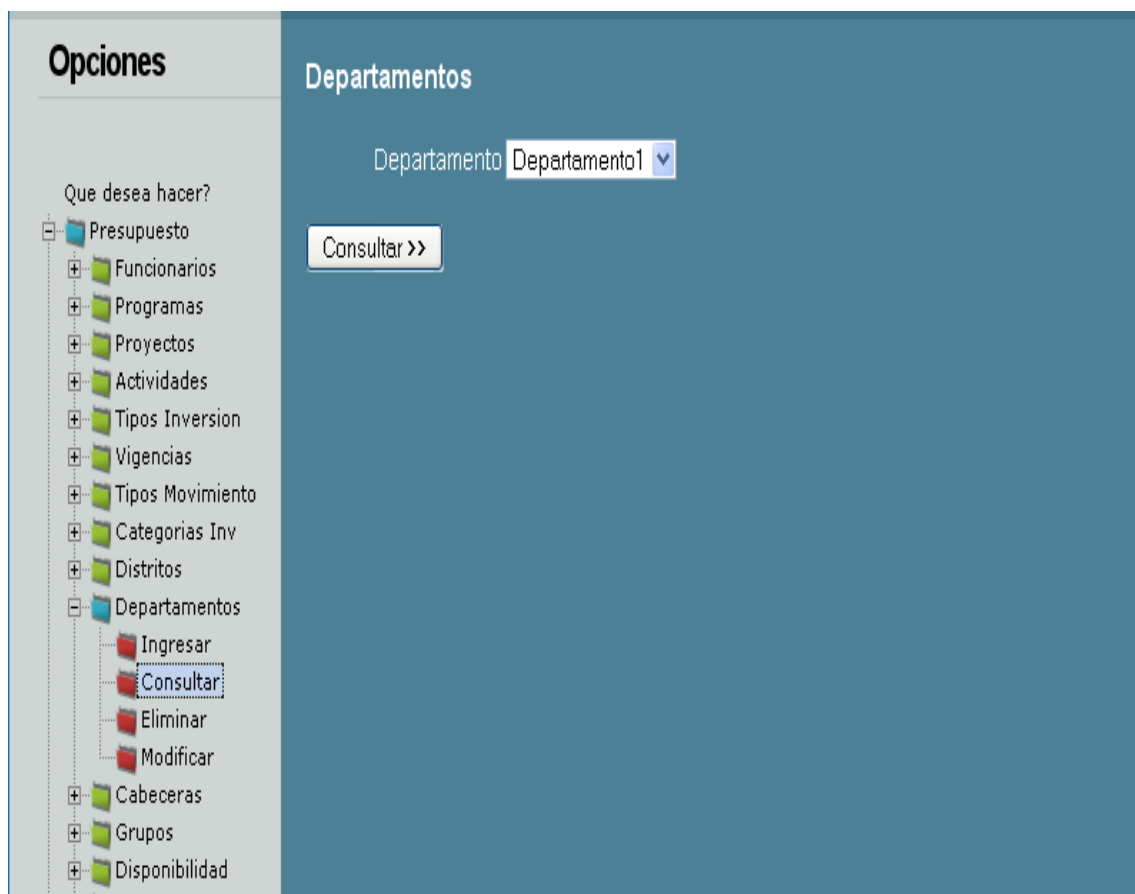 Opciones
Que desea hacer?
Presupuesto
Funcionarios
Programas
Proyectos
Actividades
Tipos Inversion
Vigencias
Tipos Movimiento
Categorias Inv
Distritos
Departamentos
Ingresar
Consultar
Eliminar
Modificar
Cabeceras
Grupos
Disponibilidad
Departamentos
Departamento Departamento1
Consultar >>